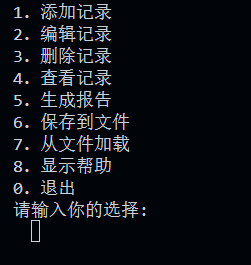 1. 添加记录
2. 编辑记录
3. 删除记录
4. 查看记录
5. 生成报告
6. 保存到文件
7. 从文件加载
8. 显示帮助
0. 退出
请输入你的选择: